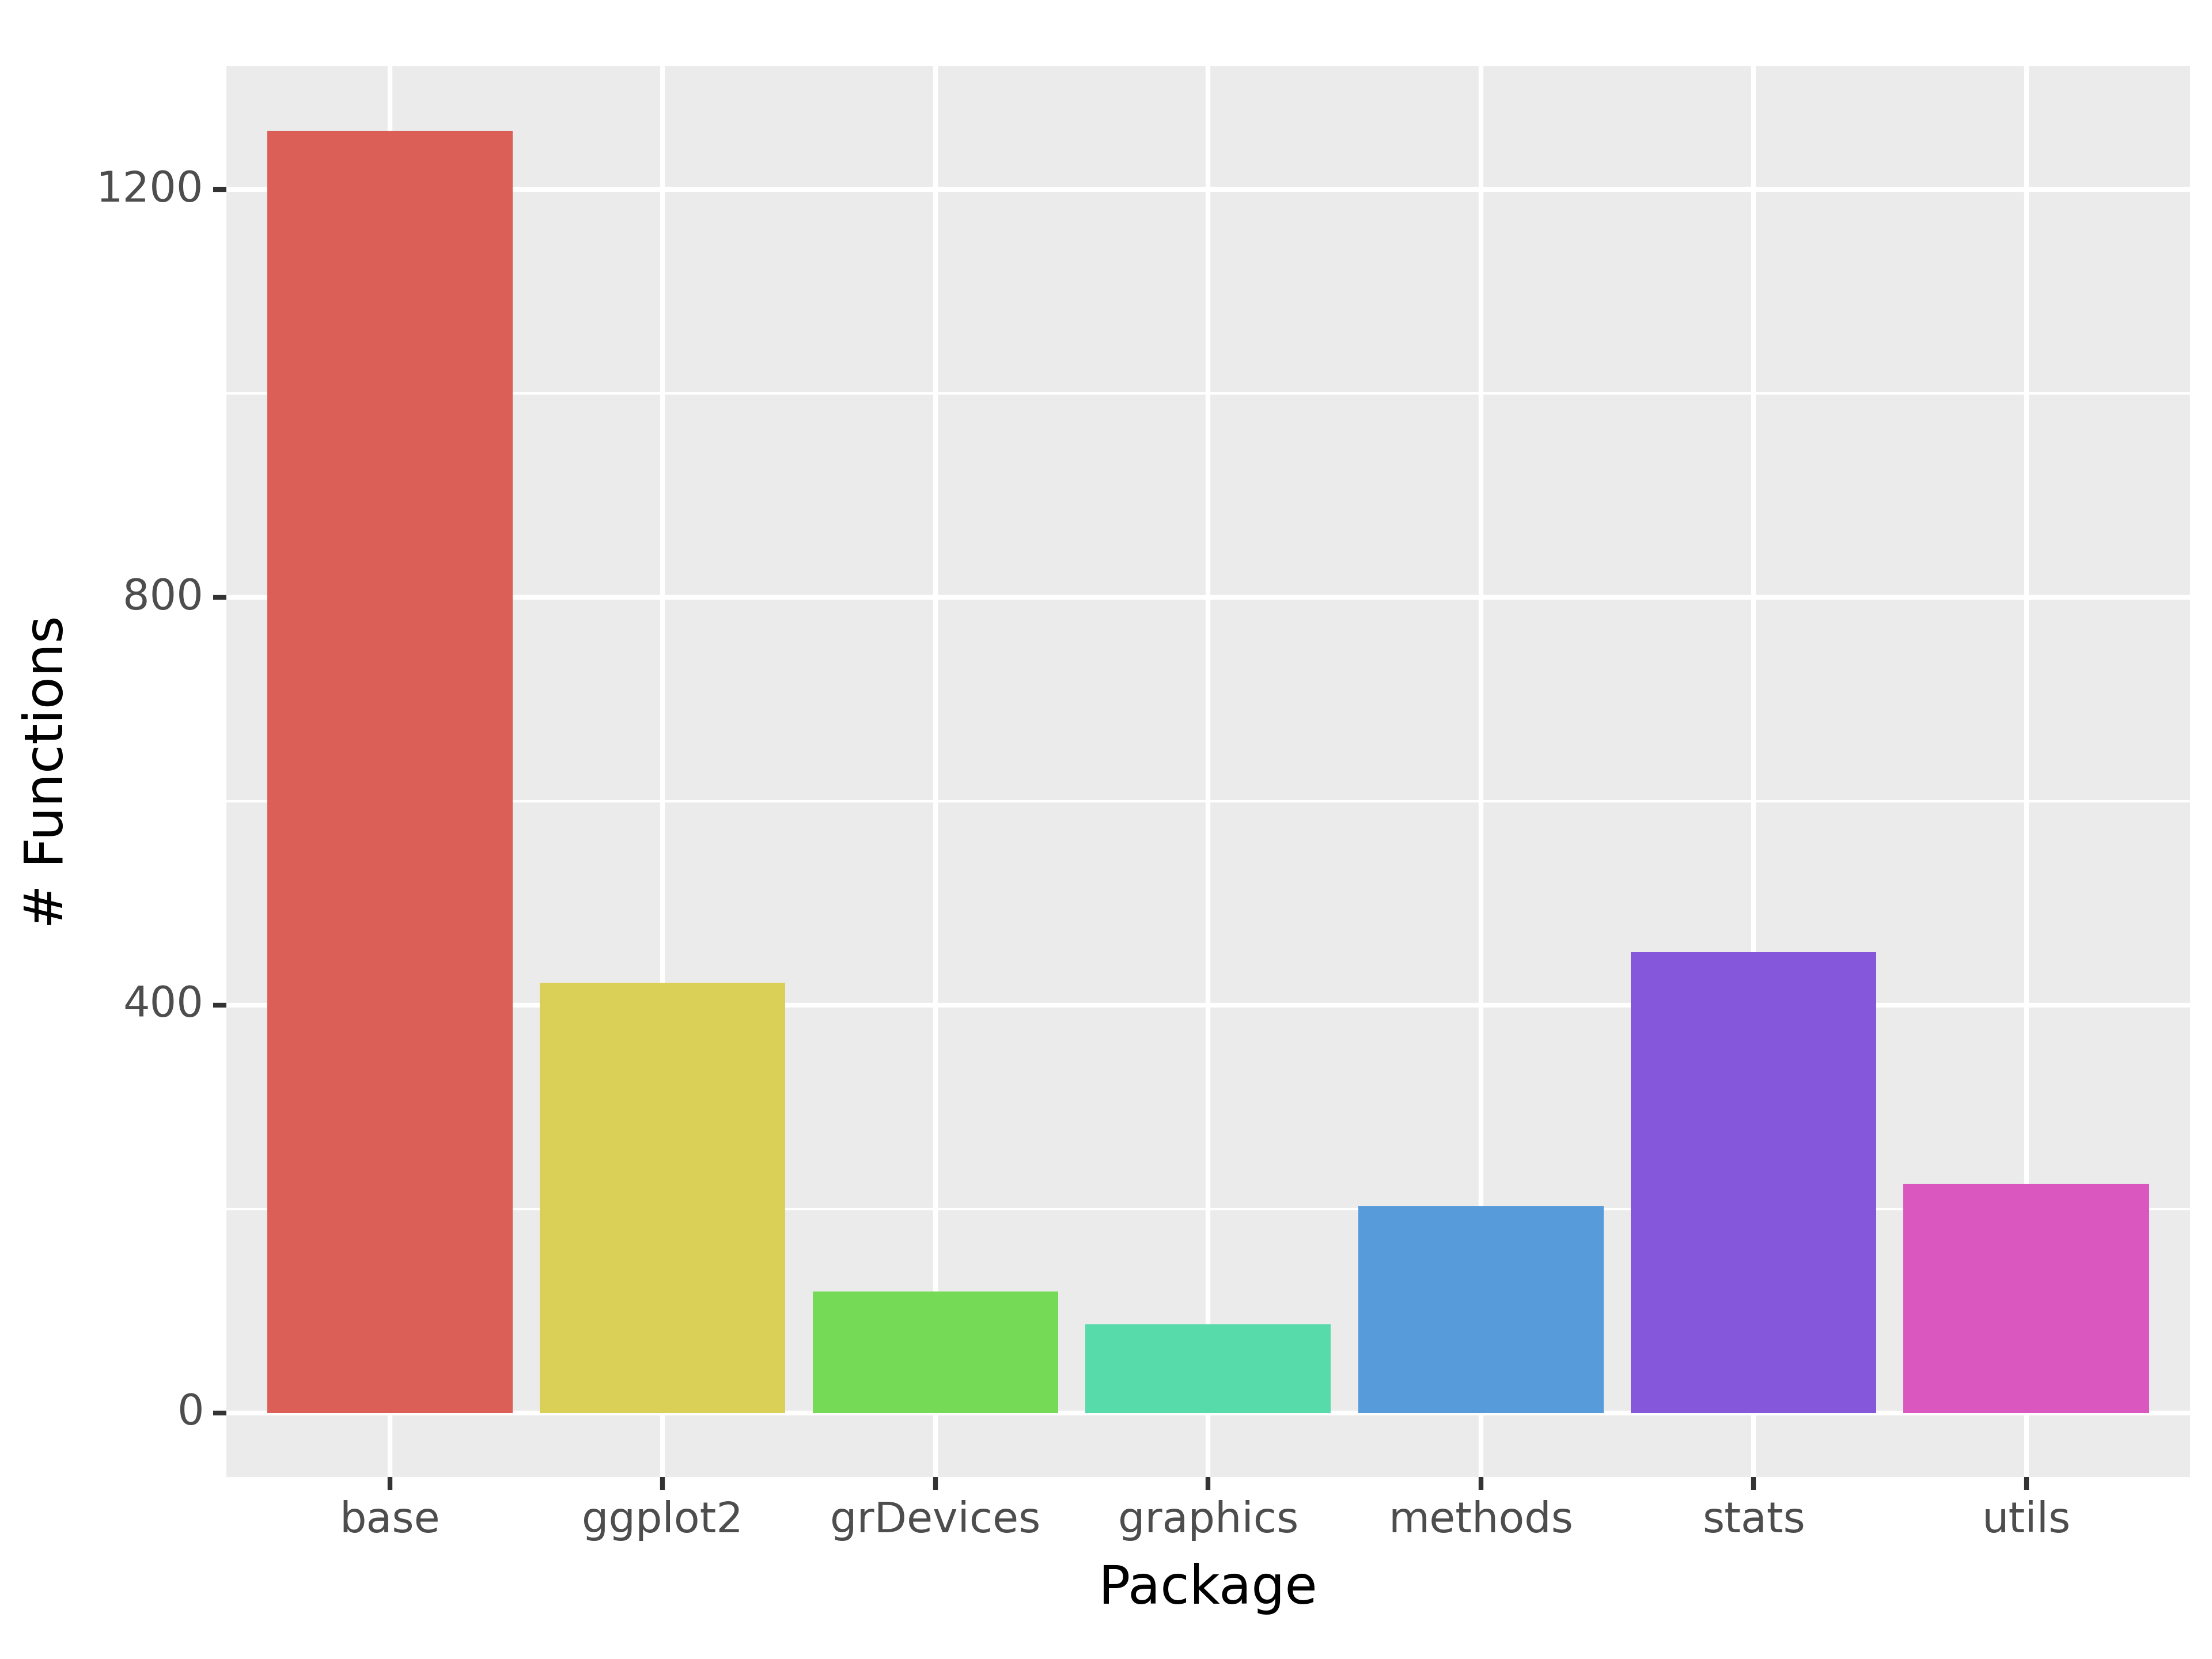 # Functions
1200
800
400
0
base ggplot2 grDevices graphics methods stats utils
Package